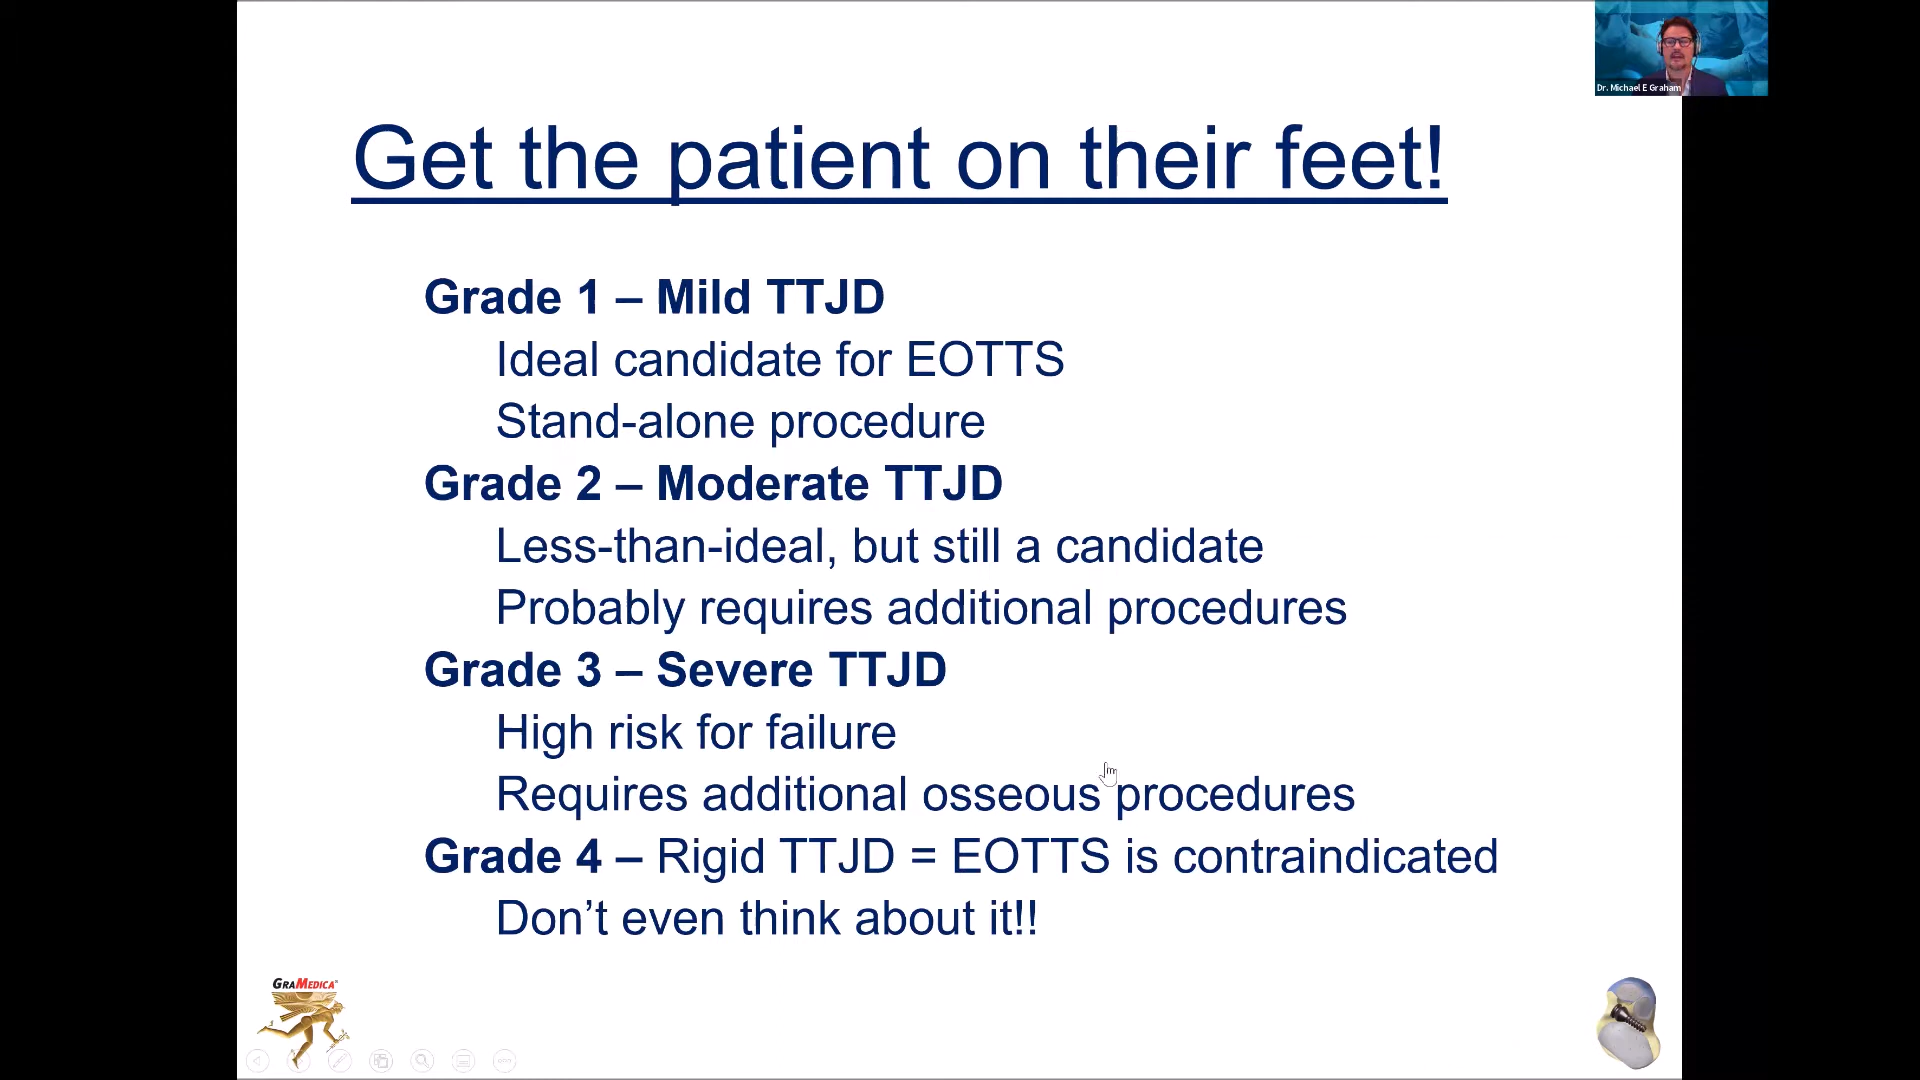 Dr. Michael E Graham
Get the patient on their feet!
Grade 1 – Mild TTJD
Ideal candidate for EOTTS
Stand-alone procedure
Grade 2 – Moderate TTJD
Less-than-ideal, but still a candidate
Probably requires additional procedures
Grade 3 – Severe TTJD
High risk for failure
Requires additional osseous procedures
Grade 4 – Rigid TTJD = EOTTS is contraindicated
Don’t even think about it!!
GRAMEDICA®